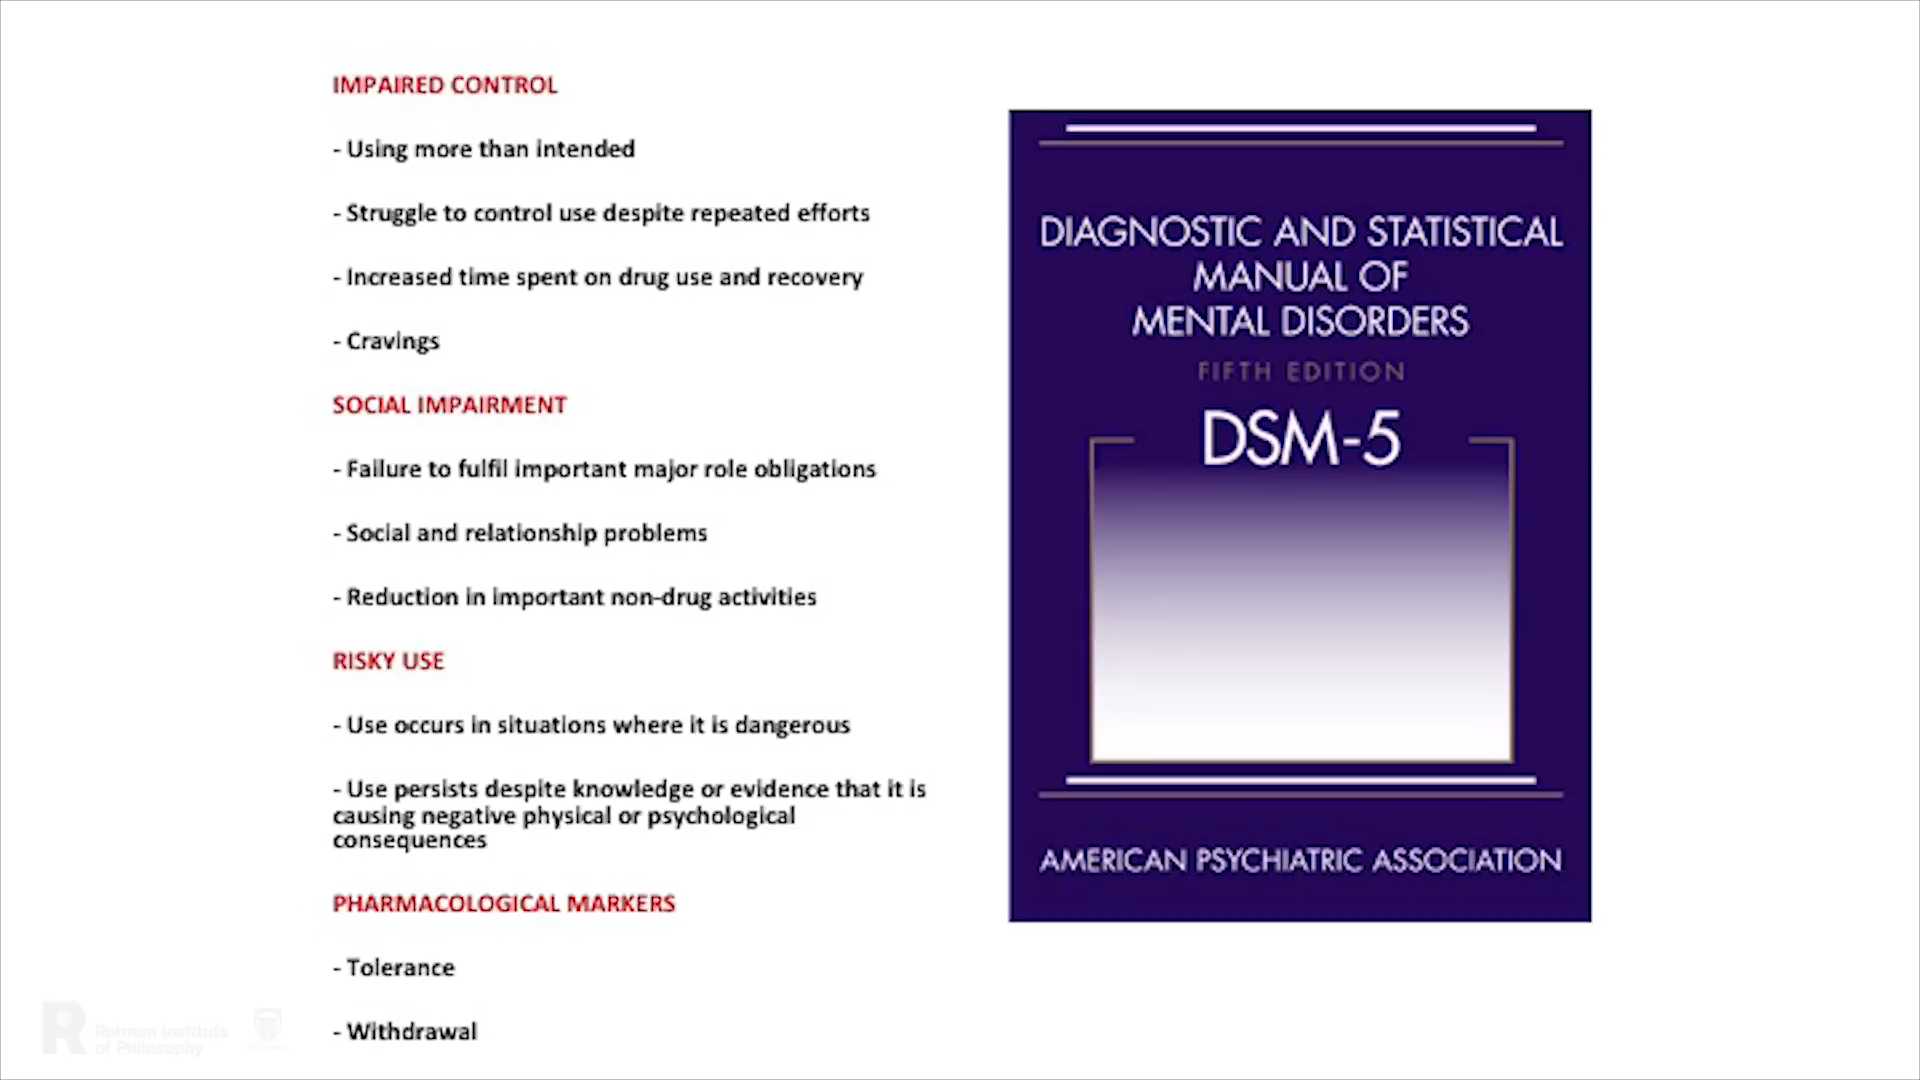 IMPAIRED CONTROL
- Using more than intended
- Struggle to control use despite repeated efforts
- Increased time spent on drug use and recovery
- Cravings
SOCIAL IMPAIRMENT
- Failure to fulfil important major role obligations
- Social and relationship problems
- Reduction in important non-drug activities
RISKY USE
- Use occurs in situations where it is dangerous
- Use persists despite knowledge or evidence that it is
causing negative physical or psychological
consequences
PHARMACOLOGICAL MARKERS
- Tolerance
- Withdrawal
DIAGNOSTIC AND STATISTICAL
MANUAL OF
MENTAL DISORDERS
FIFTH EDITION
DSM-5
AMERICAN PSYCHIATRIC ASSOCIATION
R
Rotman Institute
of Philosophy